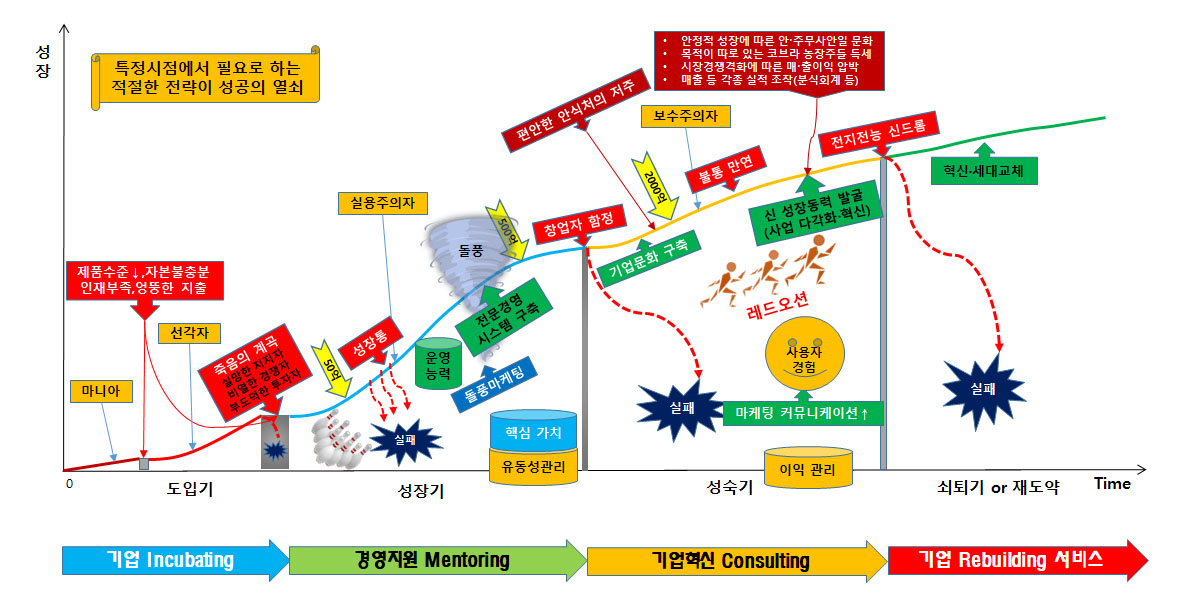 성
장
특정시점에서 필요로 하는
적절한 전략이 성공의 열쇠
• 안정적 성장에 따른 안·주무사안일 문화
• 목적이 따로 있는 코브라 농장주들 득세
• 시장경쟁격화에 따른 매·출이익 압박
• 매출 등 각종 실적 조작(분식회계 등)
편안한 안식처의 저주
보수주의자
전지전능 신드롬
불통 만연
2000억
혁신·세대교체
실용주의자
500억
돌풍
창업자 함정
신 성장동력 발굴
(사업 다각화·혁신)
기업문화 구축
제품수준↓,자본불충분
인재부족,엉뚱한 지출
전문경영
시스템 구축
레드오션
선각자
성장통
죽음의 계곡
실망한 지지자
비열한 경쟁자
부도덕한 투자자
50억
운영
능력
사용자
경험
마니아
돌풍마케팅
실패
실패
실패
마케팅 커뮤니케이션↑
핵심 가치
유동성관리
이익 관리
0
도입기
성장기
성숙기
쇠퇴기 or 재도약
Time
기업 Incubating
경영지원 Mentoring
기업혁신 Consulting
기업 Rebuilding 서비스